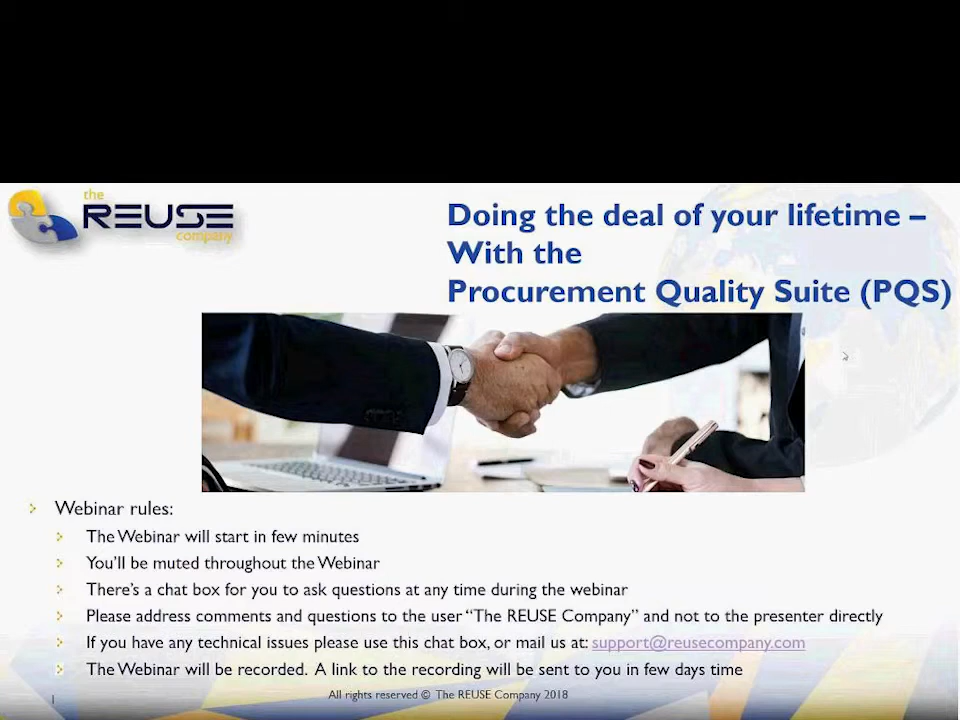 the
REUSE
company
Doing the deal of your lifetime –
With the
Procurement Quality Suite (PQS)
Webinar rules:
The Webinar will start in few minutes
You'll be muted throughout the Webinar
There's a chat box for you to ask questions at any time during the webinar
Please address comments and questions to the user “The REUSE Company” and not to the presenter directly
If you have any technical issues please use this chat box, or mail us at: support@reusecompany.com
The Webinar will be recorded. A link to the recording will be sent to you in few days time
1
All rights reserved © The REUSE Company 2018